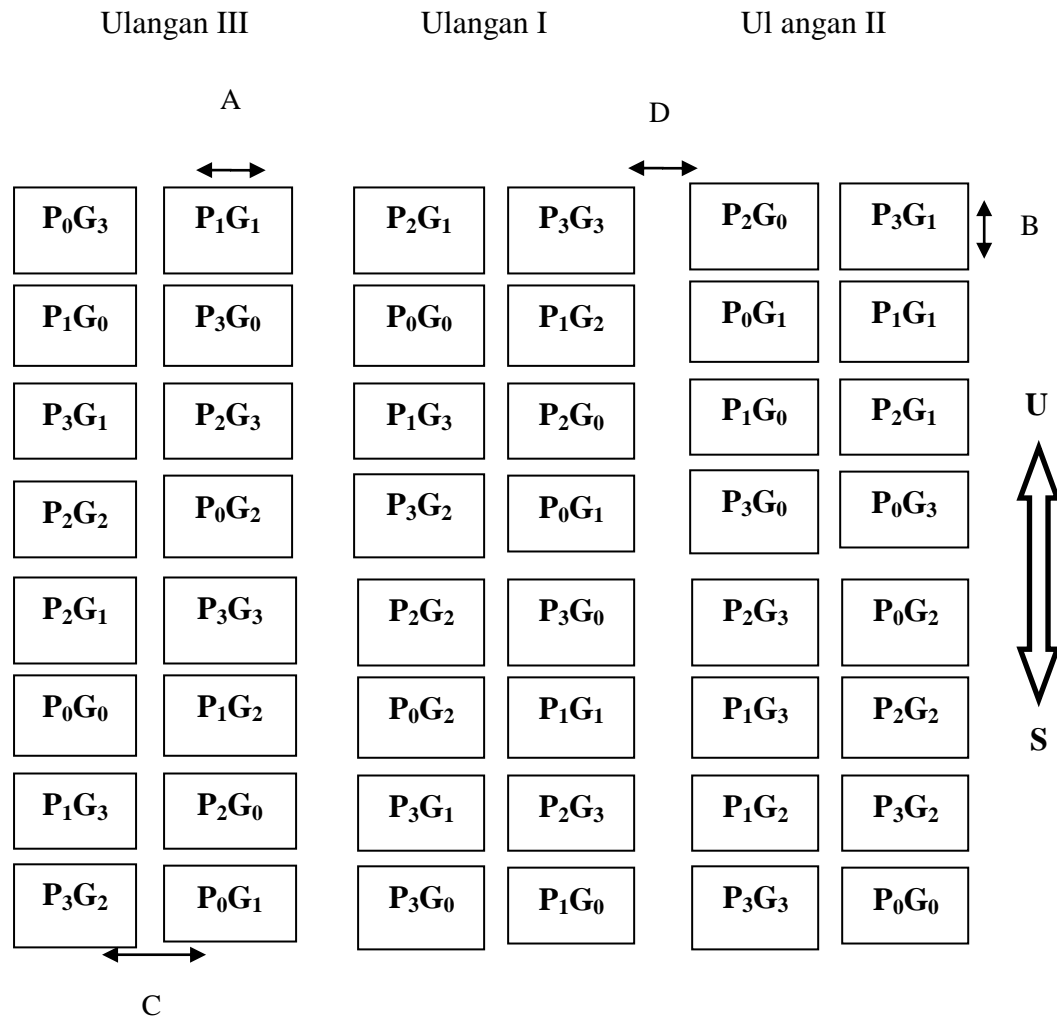 Ulangan III Ulangan I Ul angan II
A
D
P₀G₃ P₁G₁ P₂G₁ P₃G₃ P₂G₀ P₃G₁ B
P₁G₀ P₃G₀ P₀G₀ P₁G₂ P₀G₁ P₁G₁
P₃G₁ P₂G₃ P₁G₃ P₂G₀ P₁G₀ P₂G₁ U
P₂G₂ P₀G₂ P₃G₂ P₀G₁ P₃G₀ P₀G₃
P₂G₁ P₃G₃ P₂G₂ P₃G₀ P₂G₃ P₀G₂
P₀G₀ P₁G₂ P₀G₂ P₁G₁ P₁G₃ P₂G₂ S
P₁G₃ P₂G₀ P₃G₁ P₂G₃ P₁G₂ P₃G₂
P₃G₂ P₀G₁ P₃G₀ P₁G₀ P₃G₃ P₀G₀
C